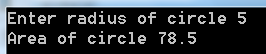 Enter radius of circle 5
Area of circle 78.5